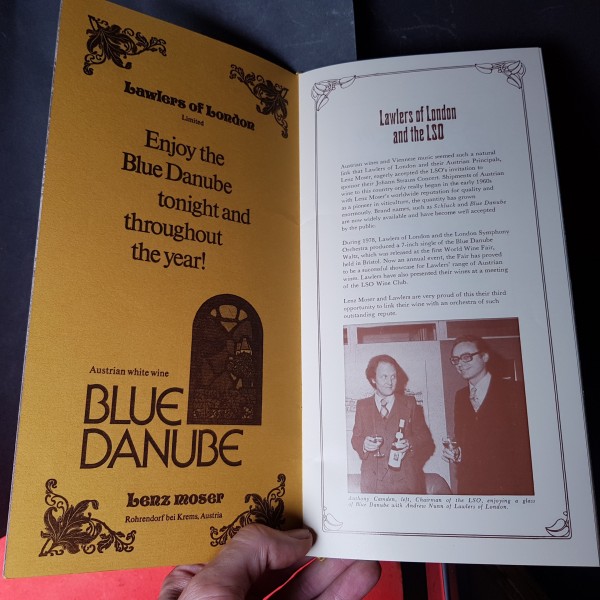 Lawlers of London
Limited
Enjoy the
Blue Danube
tonight and
throughout
the year!
Austrian white wine
BLUE
DANUBE
Lenz Moser
Rohrendorf bei Krems, Austria
Lawlers of London
and the LSO
Austrian wines and Viennese music seemed such a natural
link that Lawlers of London and their Austrian Principals,
Lenz Moser, eagerly accepted the LSO's invitation to
sponsor their Johann Strauss Concert. Shipments of Austrian
wine to this country only really began in the early 1960s
with Lenz Moser's worldwide reputation for quality and
as a pioneer in viticulture, the quantity has grown
enormously. Brand names, such as Schluck and Blue Danube
are now widely available and have become well accepted
by the public.
During 1978, Lawlers of London and the London Symphony
Orchestra produced a 7-inch single of the Blue Danube
Waltz, which was released at the first World Wine Fair,
held in Bristol. Now an annual event, the Fair has proved
to be a successful showcase for Lawlers' range of Austrian
wines. Lawlers have also presented their wines at a meeting
of the LSO Wine Club.
Lenz Moser and Lawlers are very proud of this their third
opportunity to link their wine with an orchestra of such
outstanding repute.
Anthony Camden, left, Chairman of the LSO, enjoying a glass
of Blue Danube with Andrew Nunn of Lawlers of London.